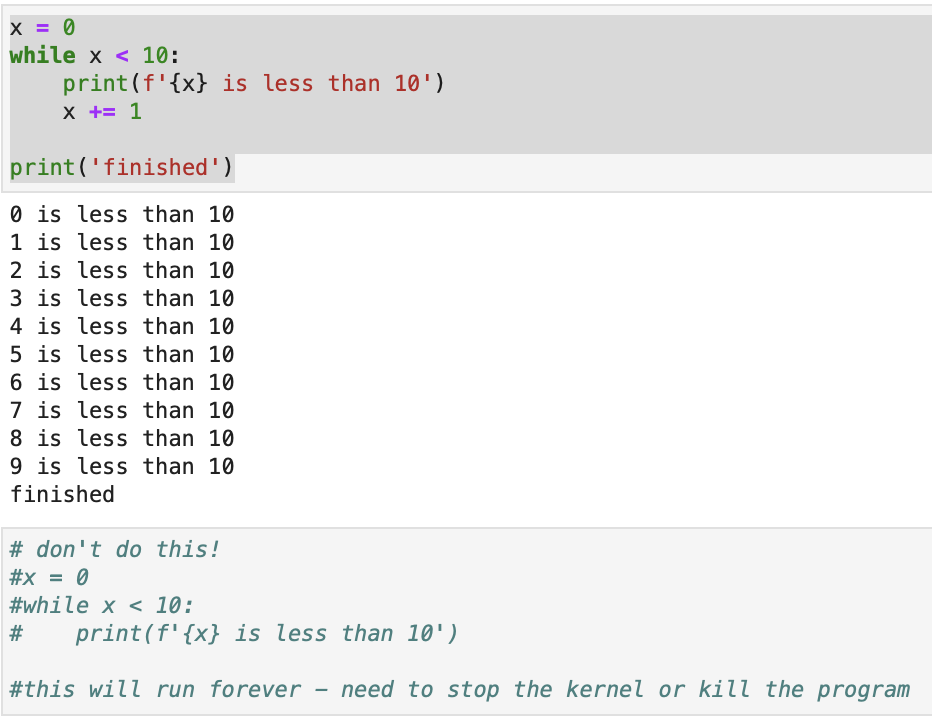 x = 0
while x < 10:
    print(f'{x} is less than 10')
    x += 1

print('finished')
0 is less than 10
1 is less than 10
2 is less than 10
3 is less than 10
4 is less than 10
5 is less than 10
6 is less than 10
7 is less than 10
8 is less than 10
9 is less than 10
finished
# don't do this!
#x = 0
#while x < 10:
#    print(f'{x} is less than 10')

#this will run forever – need to stop the kernel or kill the program